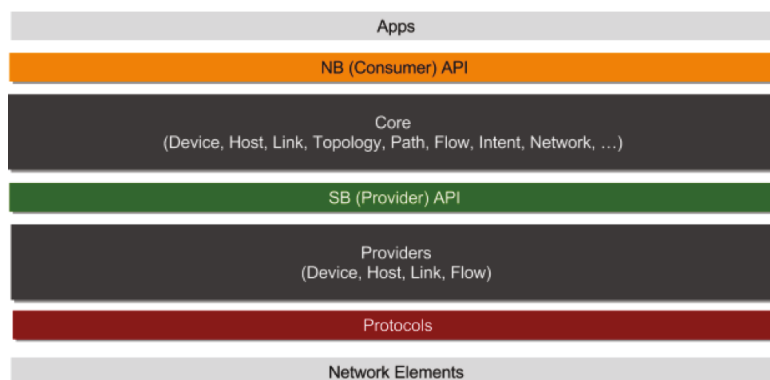 Apps
NB (Consumer) API
Core
(Device, Host, Link, Topology, Path, Flow, Intent, Network, …)
SB (Provider) API
Providers
(Device, Host, Link, Flow)
Protocols
Network Elements